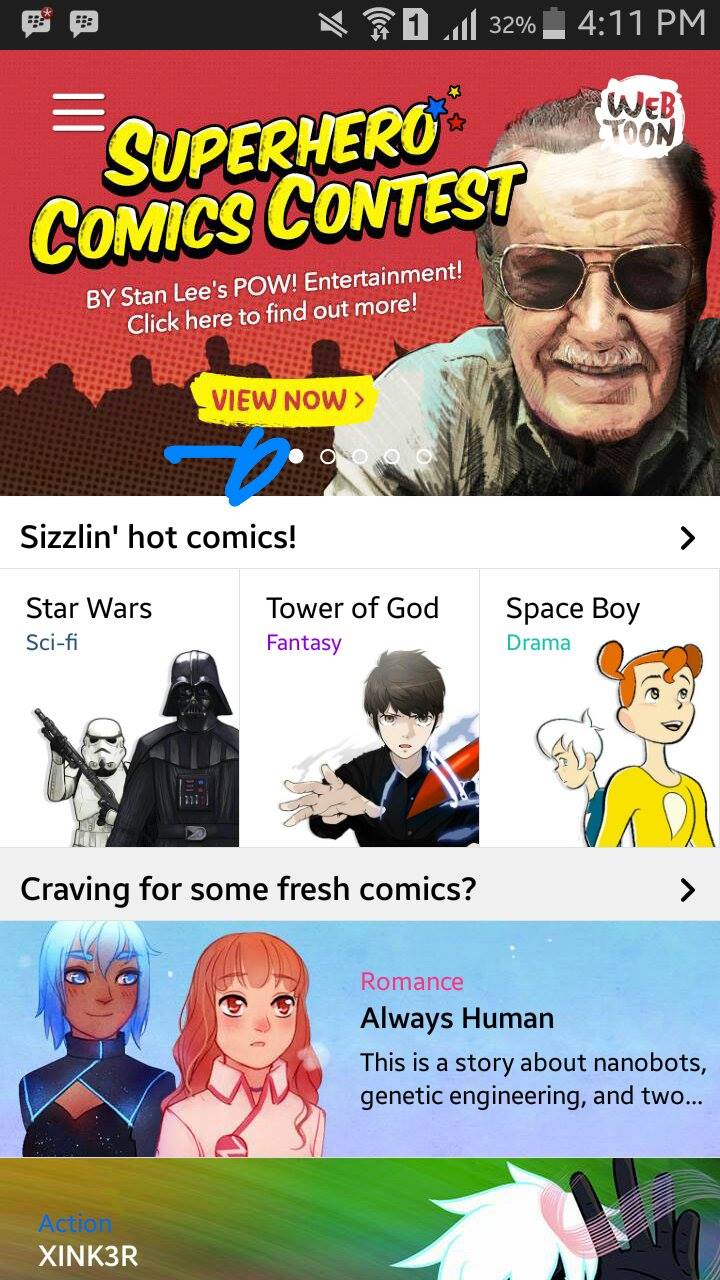 1 32% 4:11 PM
WEB
TOON
SUPERHERO
COMICS CONTEST
BY Stan Lee's POW! Entertainment!
Click here to find out more!
VIEW NOW >
Sizzlin' hot comics!
Star Wars
Sci-fi
Tower of God
Fantasy
Space Boy
Drama
Craving for some fresh comics?
Romance
Always Human
This is a story about nanobots,
genetic engineering, and two...
Action
XINK3R